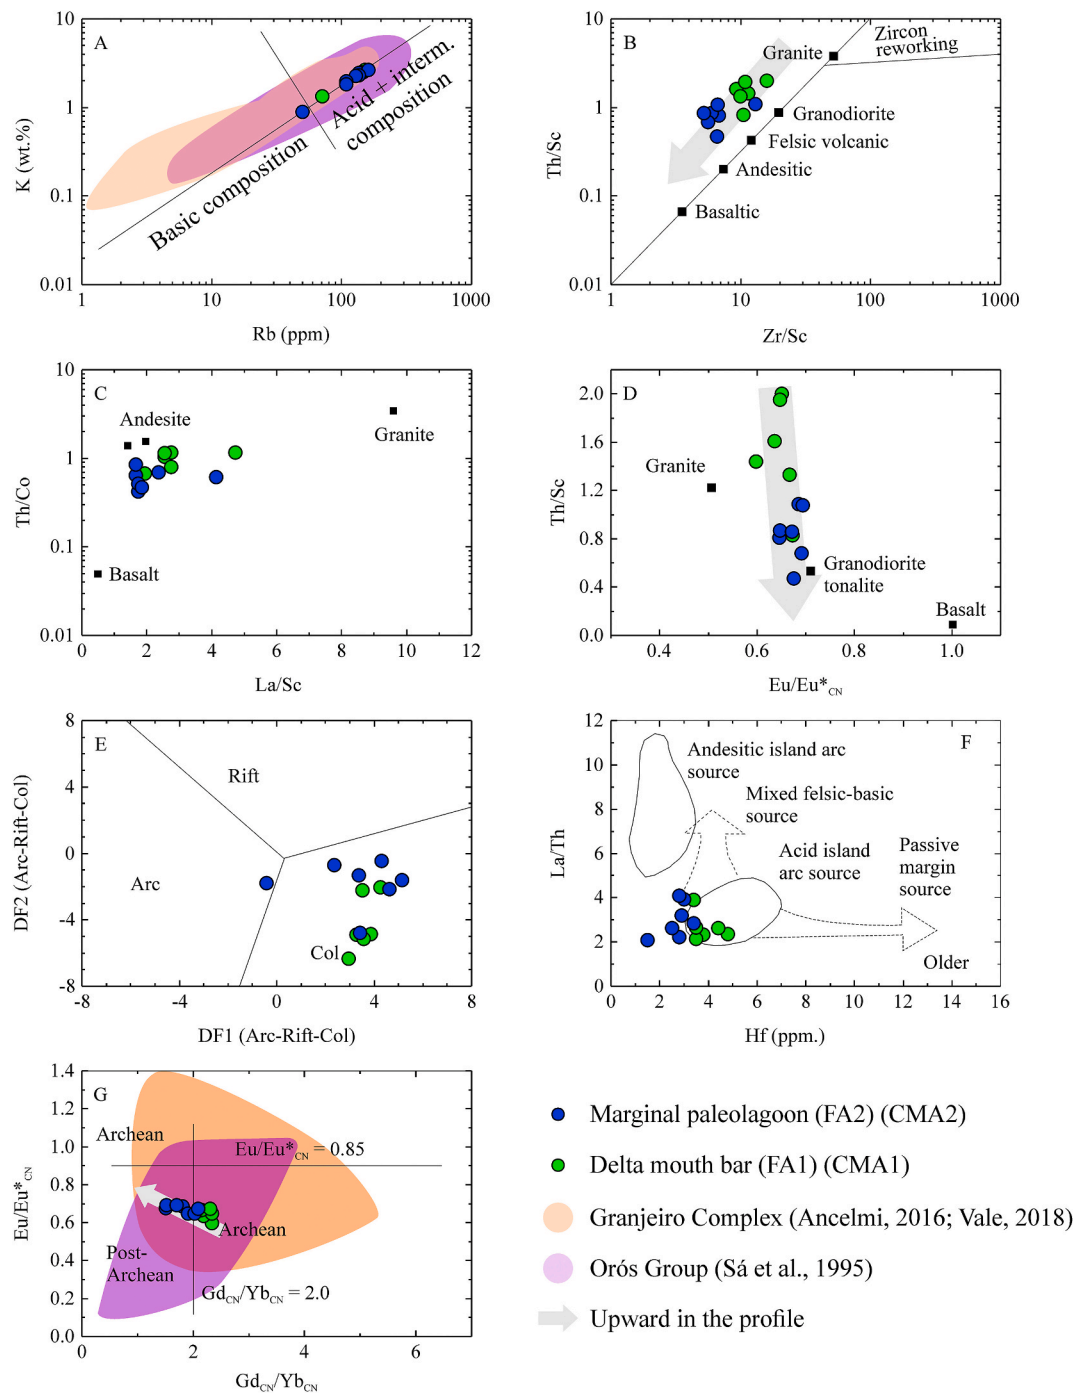 A
K (wt.%)
10
1
0.1
0.01
1
10
100
1000
Rb (ppm)
Basic composition
Acid + interm.
composition
B
Th/Sc
10
1
0.1
0.01
1
10
100
1000
Zr/Sc
Zircon
reworking
Granite
Granodiorite
Felsic volcanic
Andesitic
Basaltic
C
Th/Co
10
1
0.1
0.01
0
2
4
6
8
10
12
La/Sc
Andesite
Granite
Basalt
D
Th/Sc
2.0
1.6
1.2
0.8
0.4
0.0
0.4
0.6
0.8
1.0
Eu/Eu*CN
Granite
Granodiorite
tonalite
Basalt
E
DF2 (Arc-Rift-Col)
8
4
0
-4
-8
-8
-4
0
4
8
DF1 (Arc-Rift-Col)
Rift
Arc
Col
F
La/Th
12
10
8
6
4
2
0
0
2
4
6
8
10
12
14
16
Hf (ppm.)
Andesitic island arc
source
Mixed felsic-basic
source
Acid island
arc source
Passive
margin
source
Older
G
Eu/Eu*CN
1.4
1.2
1.0
0.8
0.6
0.4
0.2
0.0
0
2
4
6
GdCN/YbCN
Archean
Eu/Eu*CN = 0.85
Archean
Post-
Archean
GdCN/YbCN = 2.0
Marginal paleolagoon (FA2) (CMA2)
Delta mouth bar (FA1) (CMA1)
Granjeiro Complex (Ancelmi, 2016; Vale, 2018)
Orós Group (Sá et al., 1995)
Upward in the profile